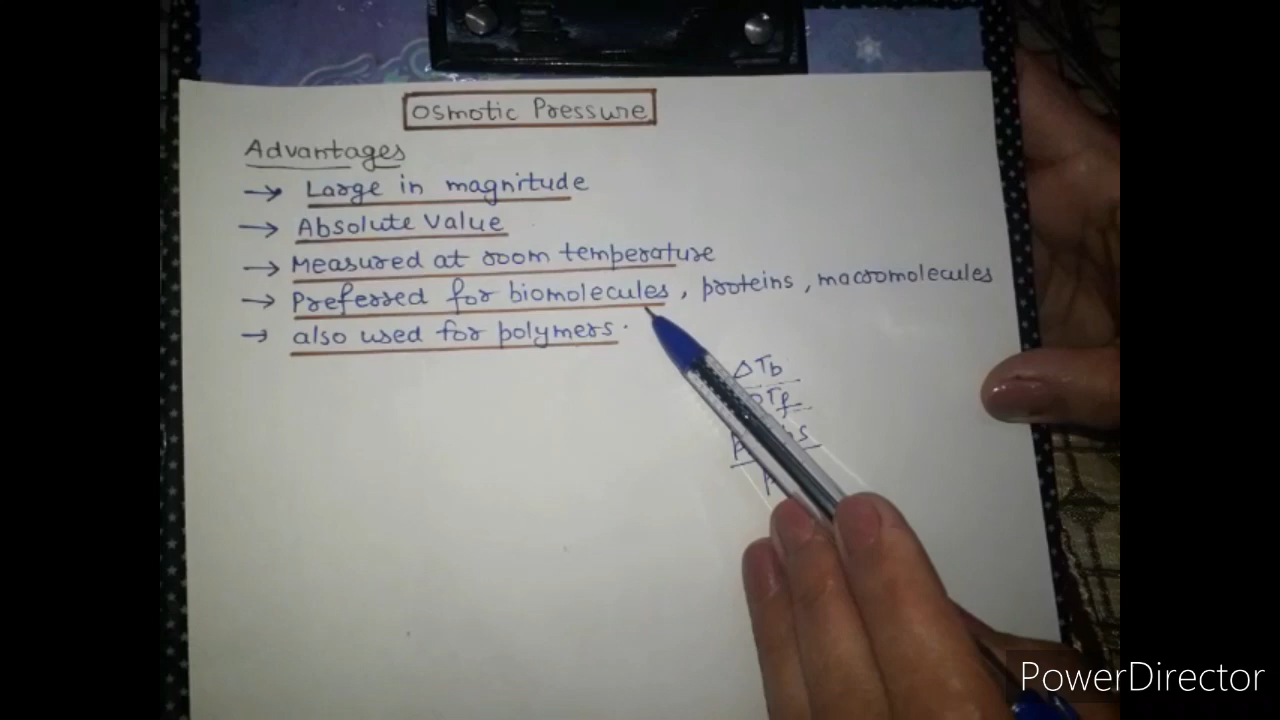 Osmotic Pressure
Advantages
→ Large in magnitude
→ Absolute Value
→ Measured at room temperature
→ Preferred for biomolecules, proteins, macromolecules
→ also used for polymers.
ΔTb
Tf
PowerDirector